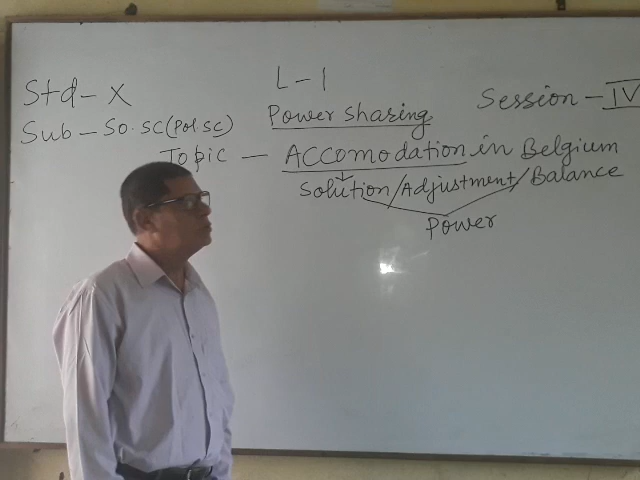 Std - X
L - 1
Session - IV
Sub - So. Sc (Pol. Sc)
Power sharing
Topic - ACCOModation in Belgium
Solution / Adjustment / Balance
Power